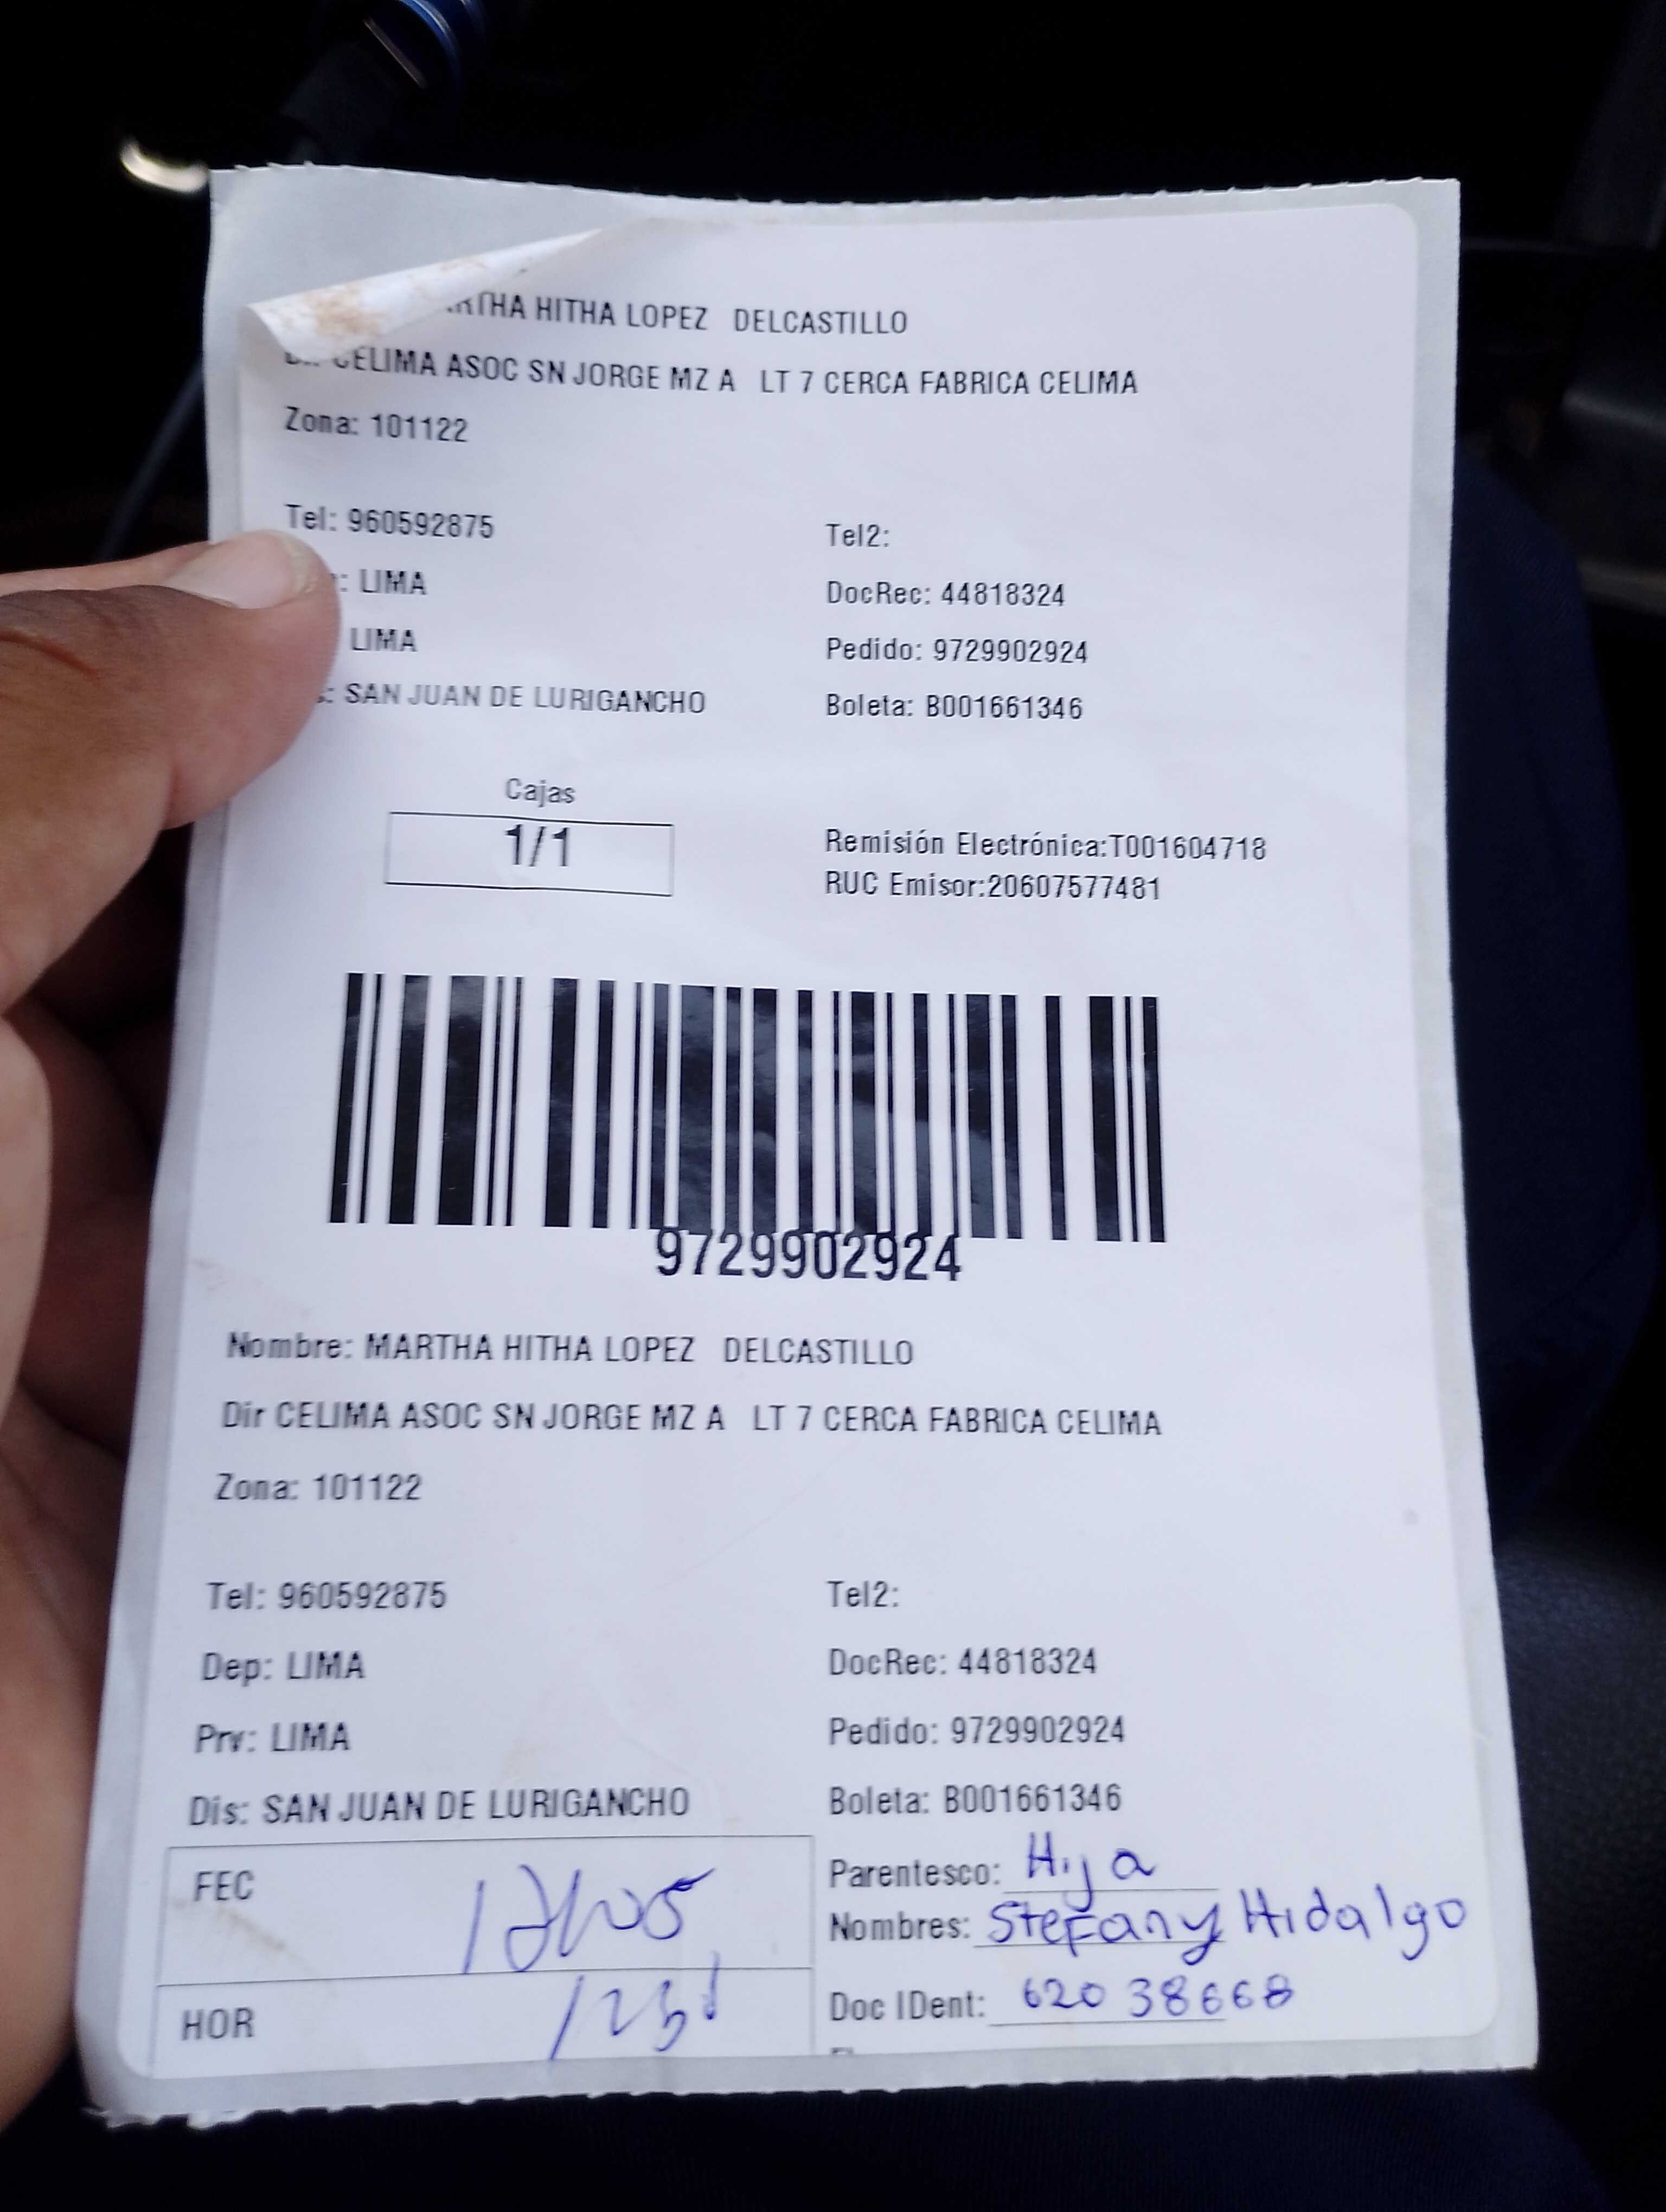 HITHA LOPEZ DELCASTILLO
CELIMA ASOC SN JORGE MZ A LT 7 CERCA FABRICA CELIMA
Zona: 101122
Tel: 960592875 Tel2:
: LIMA DocRec: 44818324
LIMA Pedido: 9729902924
: SAN JUAN DE LURIGANCHO Boleta: B001661346
Cajas
1/1
Remisión Electrónica:T001604718
RUC Emisor:20607577481
9729902924
Nombre: MARTHA HITHA LOPEZ DELCASTILLO
Dir CELIMA ASOC SN JORGE MZ A LT 7 CERCA FABRICA CELIMA
Zona: 101122
Tel: 960592875 Tel2:
Dep: LIMA DocRec: 44818324
Prv: LIMA Pedido: 9729902924
Dis: SAN JUAN DE LURIGANCHO Boleta: B001661346
FEC
Parentesco: Hija
Nombres: Stefany Hidalgo
HOR
Doc IDent: 62038668